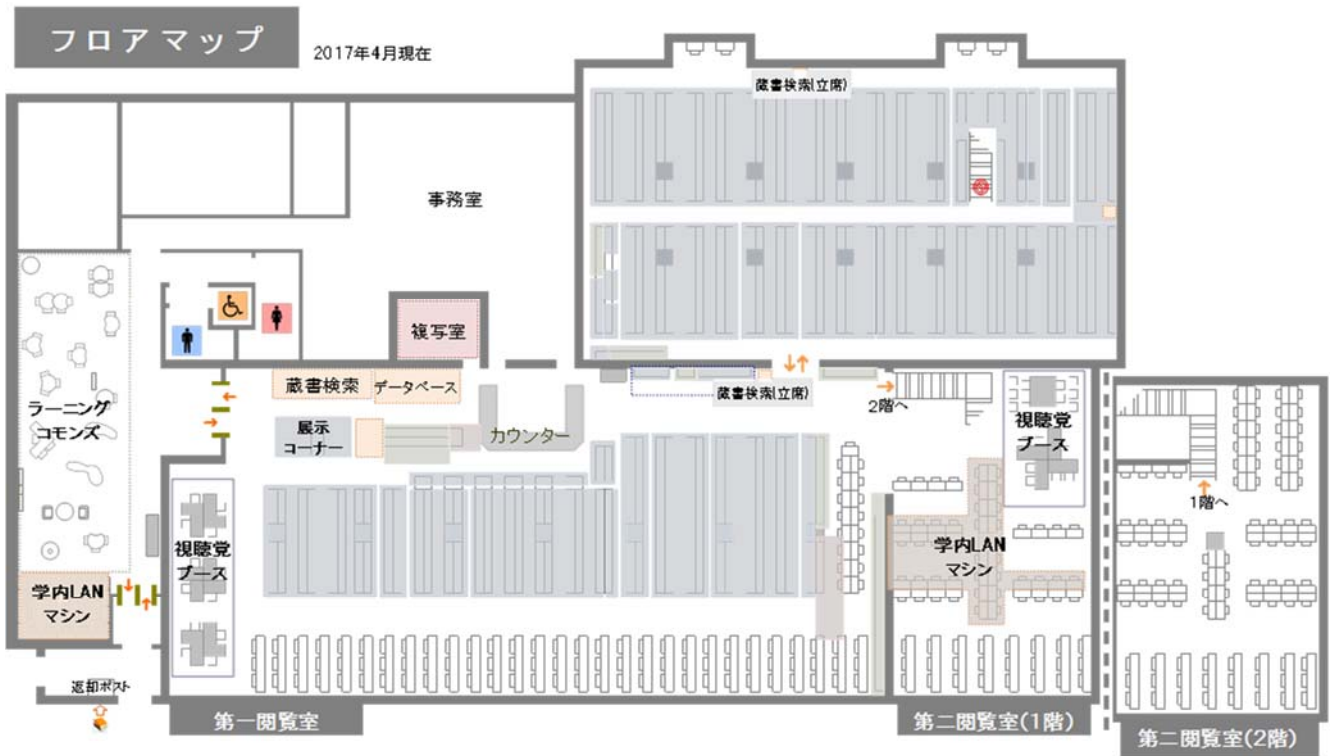 フロアマップ
2017年4月現在
蔵書検索(立席)
事務室
複写室
蔵書検索
データベース
蔵書検索(立席)
2階へ
ラーニング
コモンズ
展示
コーナー
カウンター
視聴覚
ブース
1階へ
視聴覚
ブース
学内LAN
マシン
学内LAN
マシン
返却ポスト
第一閲覧室
第二閲覧室(1階)
第二閲覧室(2階)